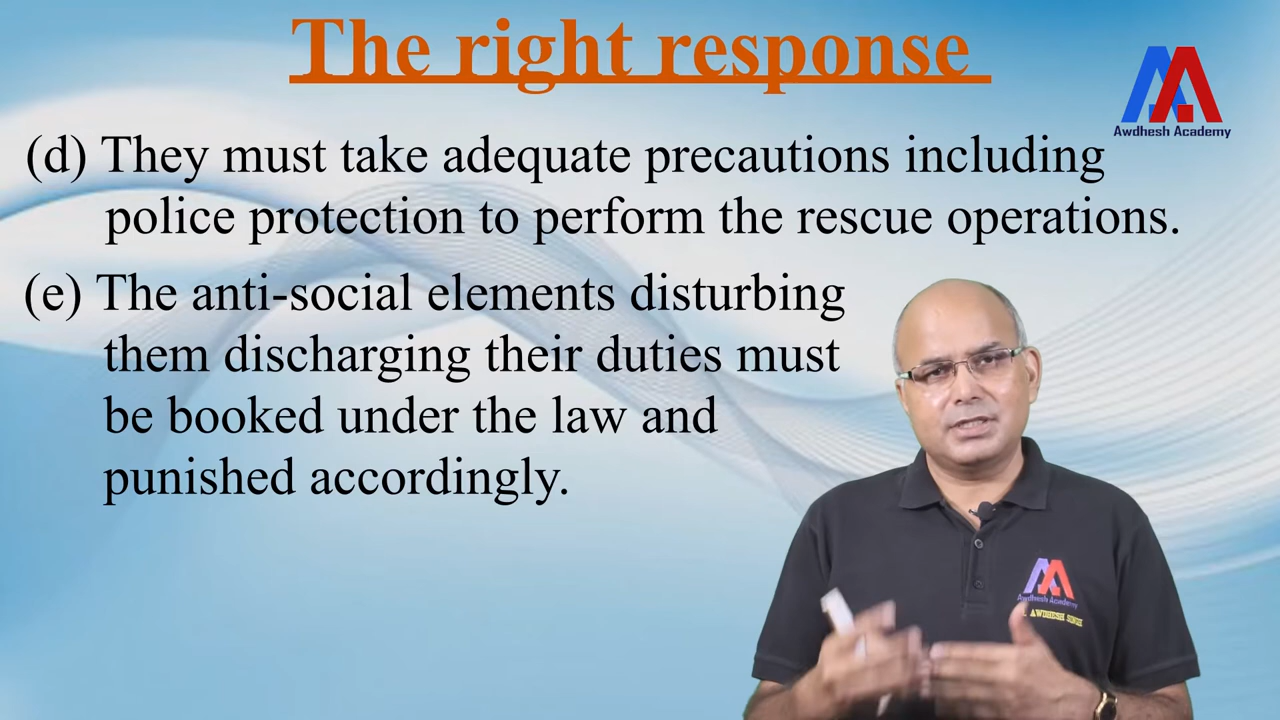 The right response
Awdhesh Academy
(d) They must take adequate precautions including
police protection to perform the rescue operations.
(e) The anti-social elements disturbing
them discharging their duties must
be booked under the law and
punished accordingly.
Awdhesh Academy
AWDHESH SINGH